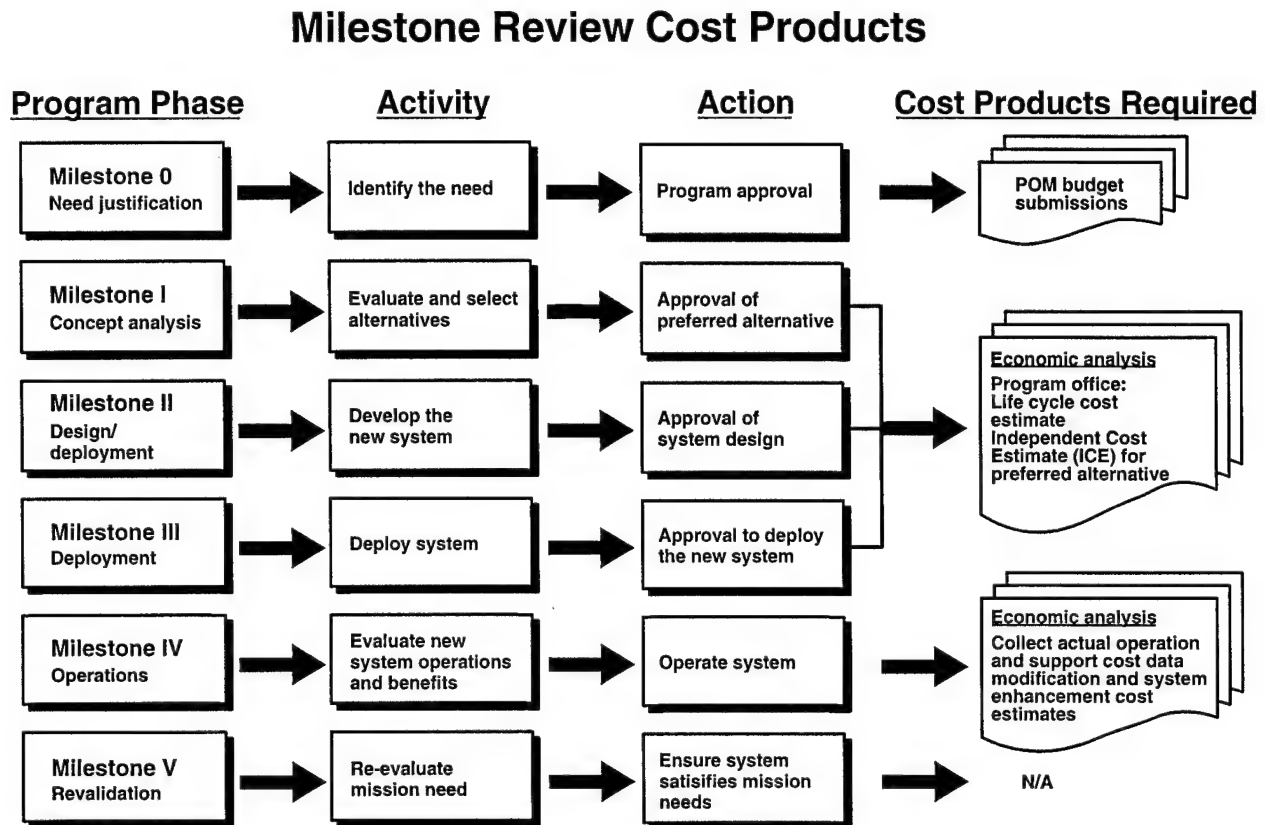 Milestone Review Cost Products
Program Phase
Activity
Action
Cost Products Required
Milestone 0
Need justification
Identify the need
Program approval
POM budget
submissions
Milestone I
Concept analysis
Evaluate and select
alternatives
Approval of
preferred alternative
Milestone II
Design/
deployment
Develop the
new system
Approval of
system design
Milestone III
Deployment
Deploy system
Approval to deploy
the new system
Economic analysis
Program office:
Life cycle cost
estimate
Independent Cost
Estimate (ICE) for
preferred alternative
Milestone IV
Operations
Evaluate new
system operations
and benefits
Operate system
Economic analysis
Collect actual operation
and support cost data
modification and system
enhancement cost
estimates
Milestone V
Revalidation
Re-evaluate
mission need
Ensure system
satisifies mission
needs
N/A